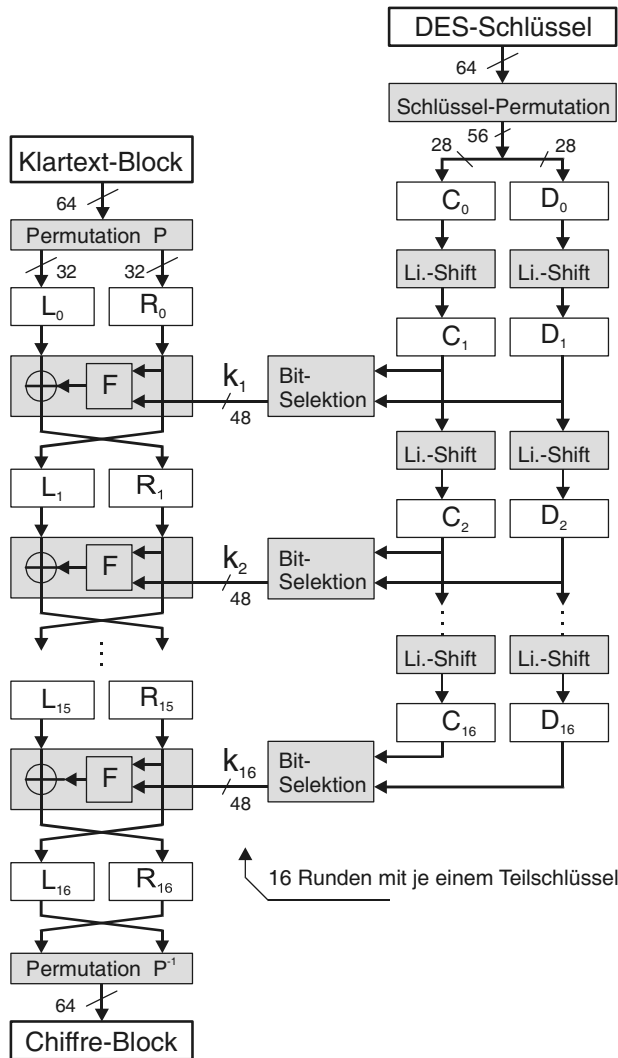 DES-Schlüssel
64
Schlüssel-Permutation
56
28 28
Klartext-Block
64
C₀ D₀
Permutation P
32 32
Li.-Shift Li.-Shift
L₀ R₀
C₁ D₁
F
k₁
48
Bit-
Selektion
Li.-Shift Li.-Shift
L₁ R₁
C₂ D₂
F
k₂
48
Bit-
Selektion
Li.-Shift Li.-Shift
L₁₅ R₁₅
C₁₆ D₁₆
F
k₁₆
48
Bit-
Selektion
L₁₆ R₁₆
16 Runden mit je einem Teilschlüssel
Permutation P⁻¹
64
Chiffre-Block